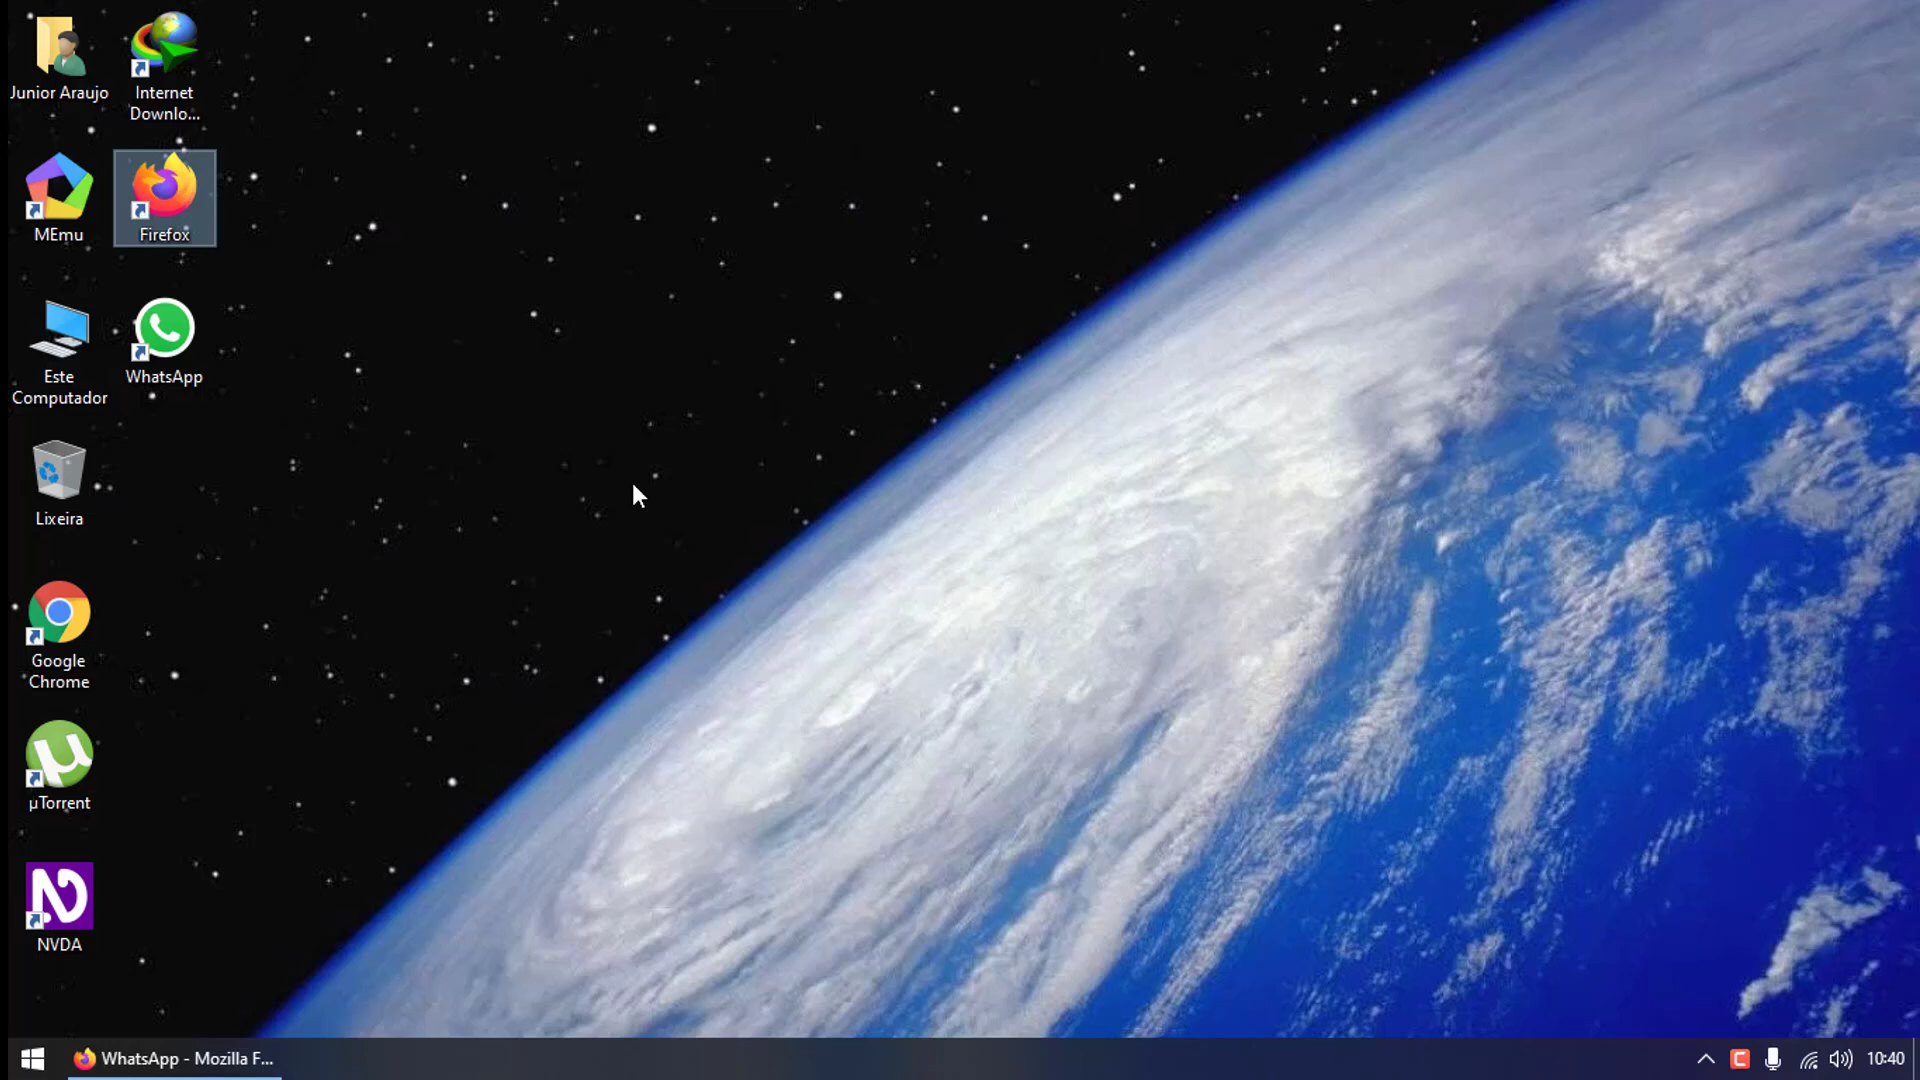 Junior Araujo
Internet
Downlo...
MEmu
Firefox
Este
Computador
WhatsApp
Lixeira
Google
Chrome
µTorrent
NVDA
WhatsApp - Mozilla F...
10:40